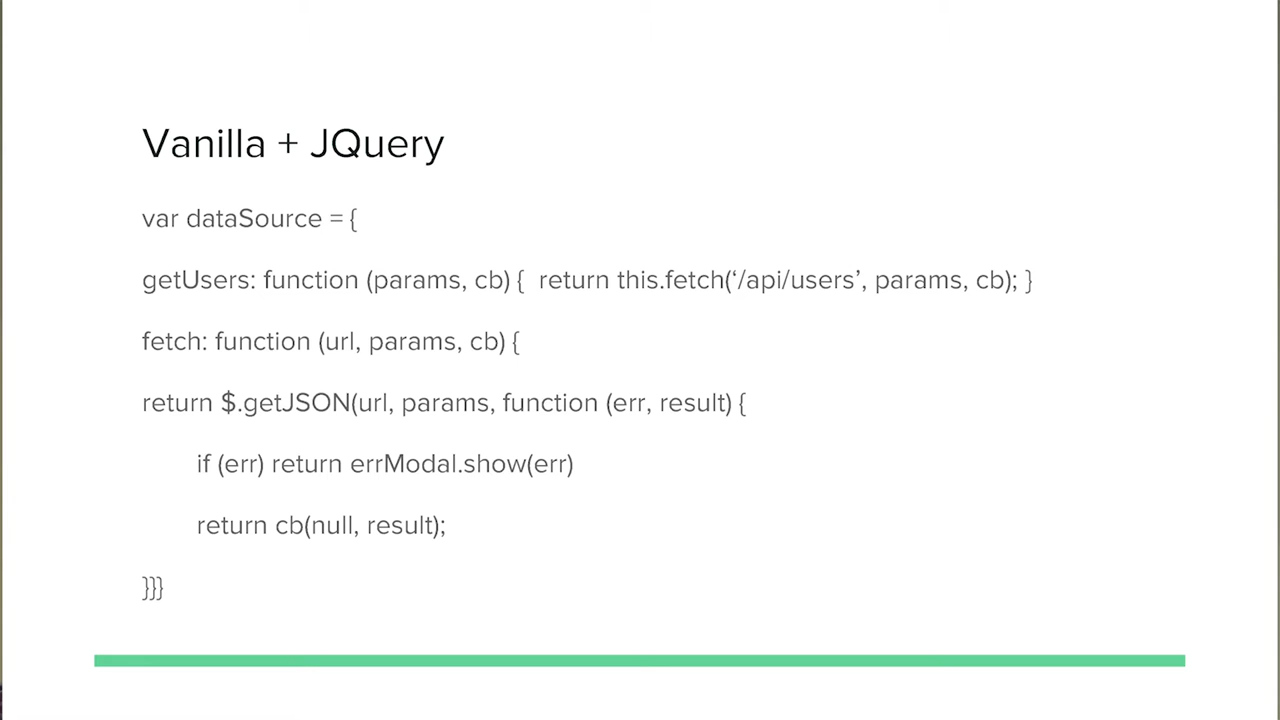 Vanilla + JQuery
var dataSource = {
getUsers: function (params, cb) {  return this.fetch(‘/api/users’, params, cb); }
fetch: function (url, params, cb) {
return $.getJSON(url, params, function (err, result) {
if (err) return errModal.show(err)
return cb(null, result);
}}}